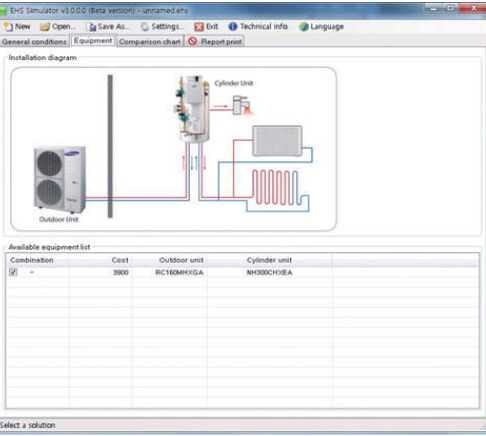 EHS Simulator v3.0.0.0 (Beta version) - unnamed.ehs
New Open... Save As... Settings... Exit Technical info. Language
General conditions Equipment Comparison chart Report print
Installation diagram
Cylinder Unit
SAMSUNG
Outdoor Unit
Available equipment list
Combination Cost Outdoor unit Cylinder unit
- 3900 RC160MHXGA NH300CHXEA
Select a solution